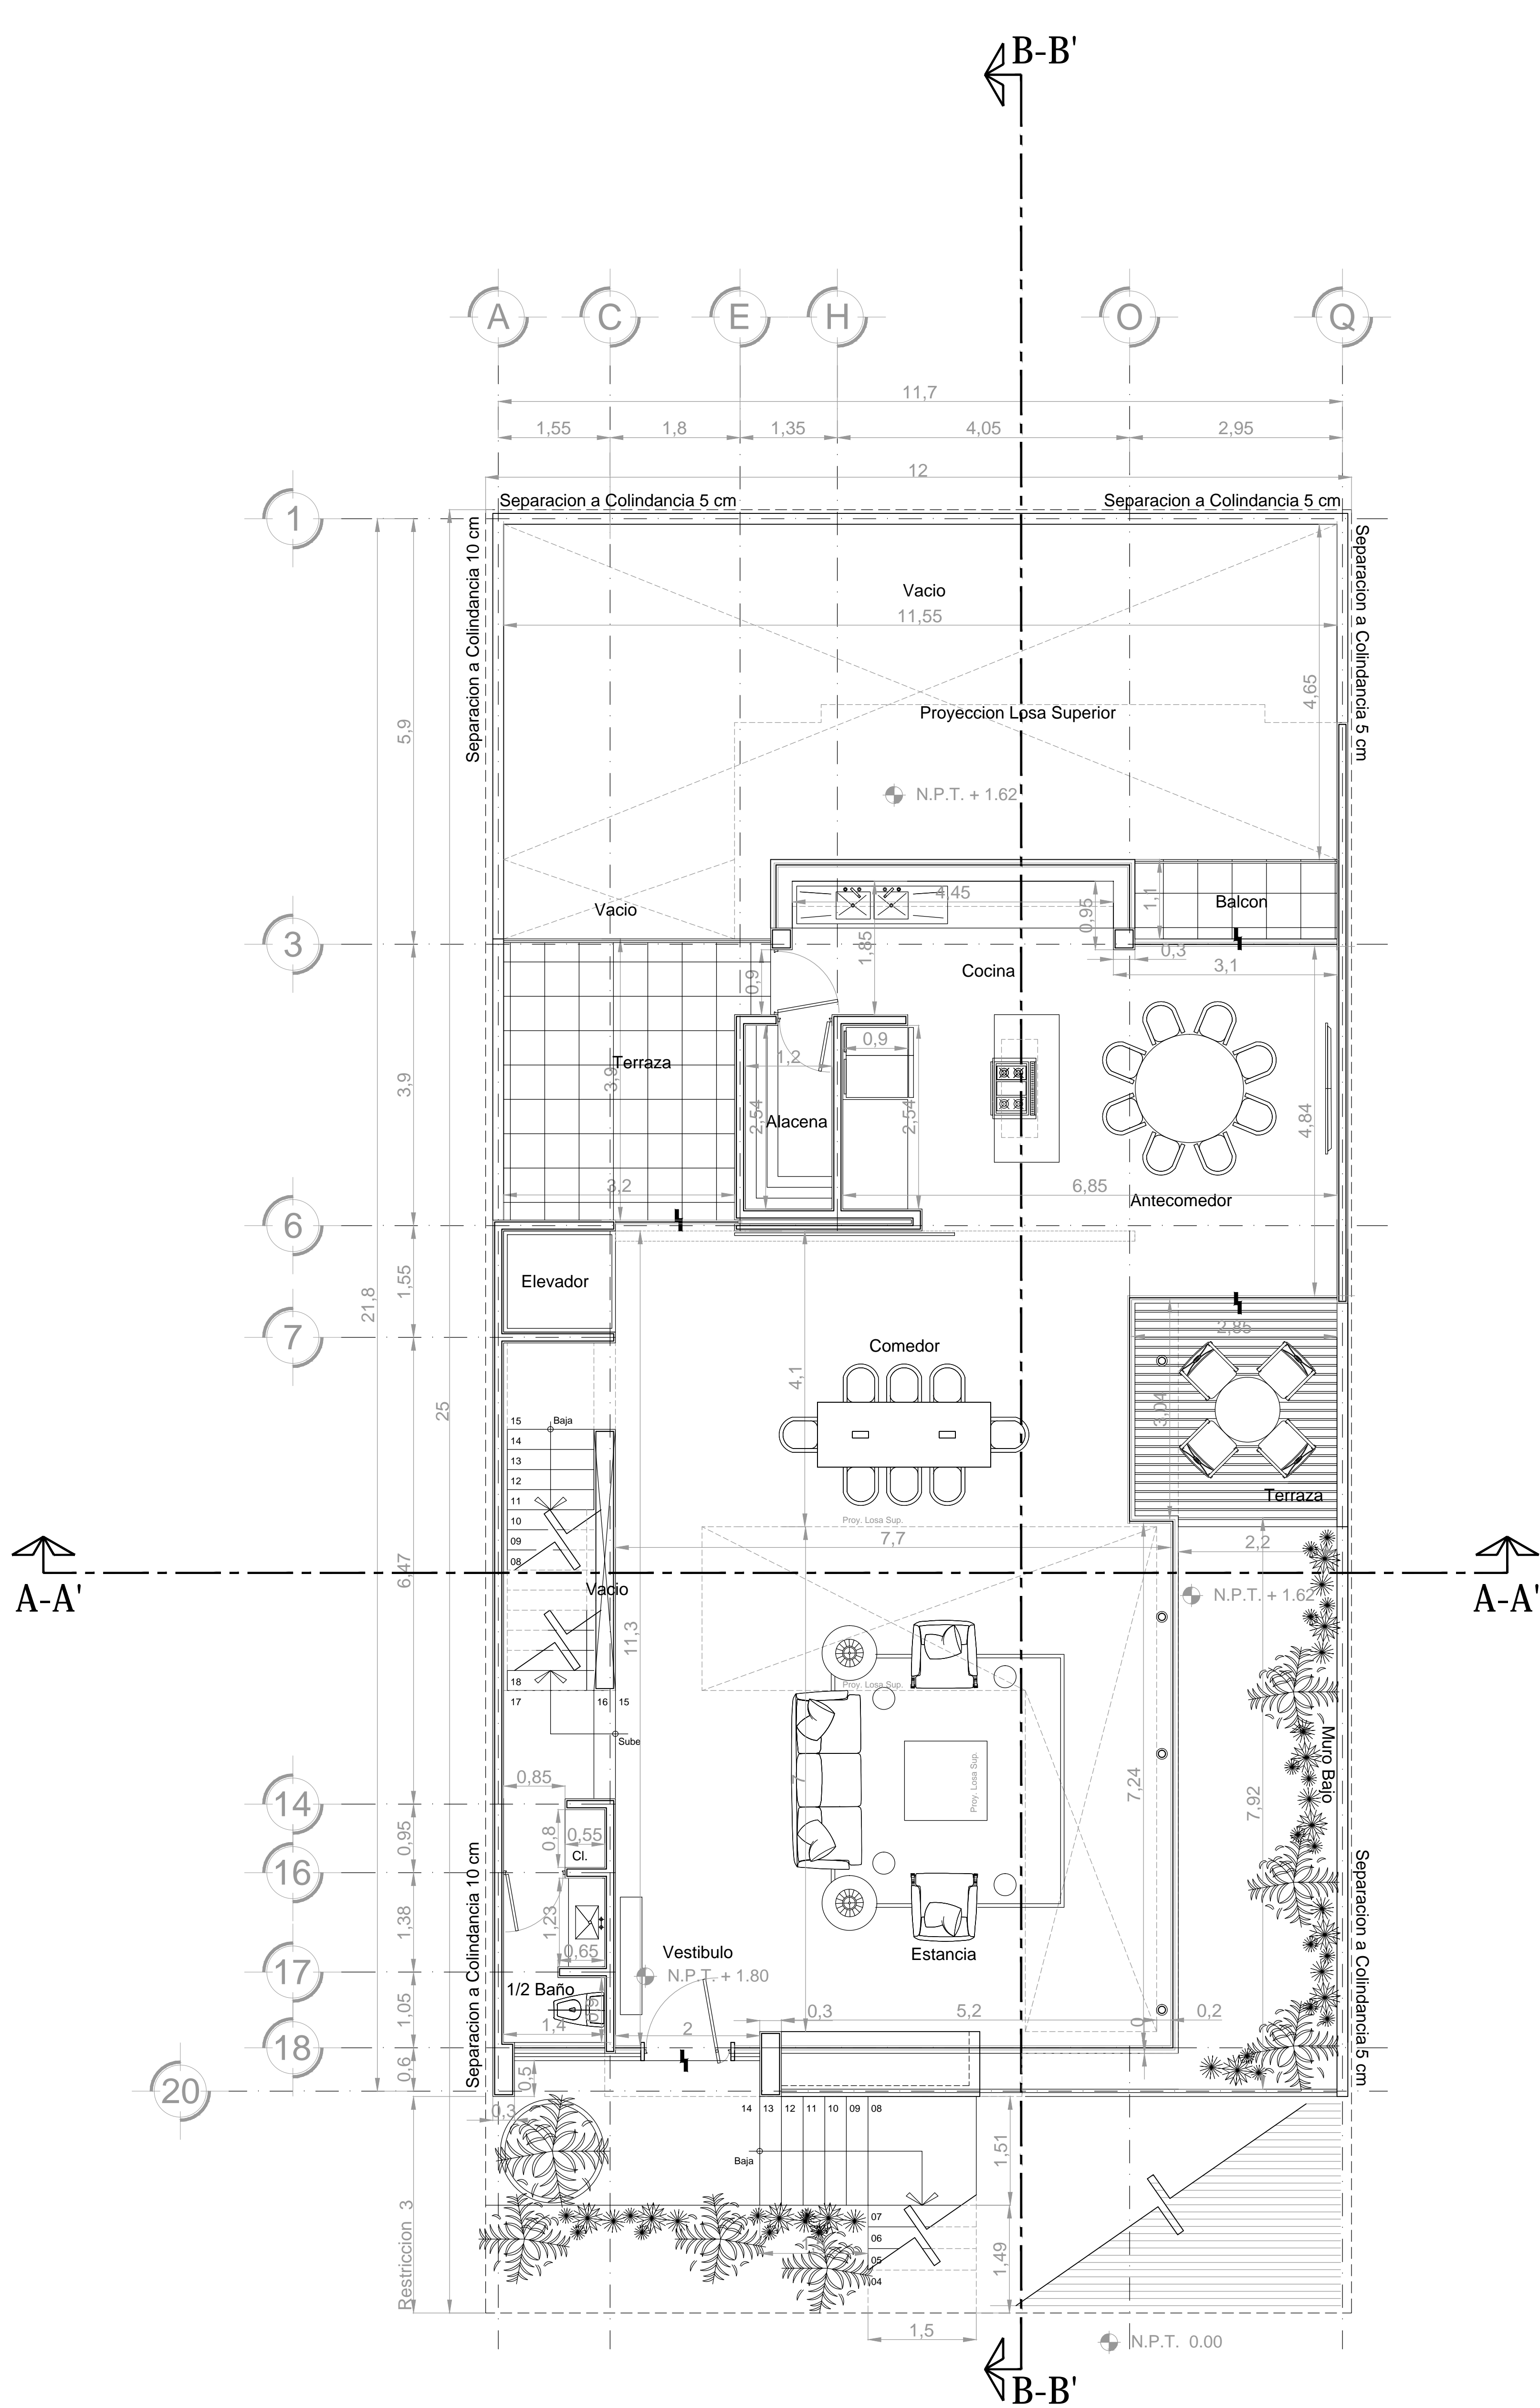 B-B'
A
C
E
H
O
Q
11,7
1,55
1,8
1,35
4,05
2,95
12
Separacion a Colindancia 5 cm
Separacion a Colindancia 5 cm
1
Separacion a Colindancia 10 cm
Separacion a Colindancia 5 cm
Vacio
11,55
4,65
5,9
Proyeccion Losa Superior
N.P.T. + 1.62
4,45
1,1
Balcon
0,95
Vacio
3
1,85
0,3
3,1
Cocina
0,9
0,9
1,2
Terraza
3,9
3,9
2,54
Alacena
2,54
4,84
3,2
6,85
Antecomedor
6
Elevador
1,55
21,8
7
2,85
Comedor
4,1
25
3,04
15
Baja
14
13
12
11
10
09
08
Terraza
Proy. Losa Sup.
7,7
2,2
A-A'
A-A'
6,47
Vacio
N.P.T. + 1.62
11,3
18
17
16
15
Sube
Proy. Losa Sup.
Proy. Losa Sup.
7
7,24
7,92
Muro Bajo
0,85
14
0,95
0,8
0,55
Cl.
16
Separacion a Colindancia 10 cm
Separacion a Colindancia 5 cm
1,38
1,23
0,65
Vestibulo
Estancia
17
N.P.T. + 1.80
1/2 Baño
1,05
0,9
1,4
2
0,3
5,2
0
0,2
18
0,6
0,5
20
0,3
14
13
12
11
10
09
08
Baja
1,51
07
06
05
04
1,49
Restriccion 3
1,5
N.P.T. 0.00
B-B'